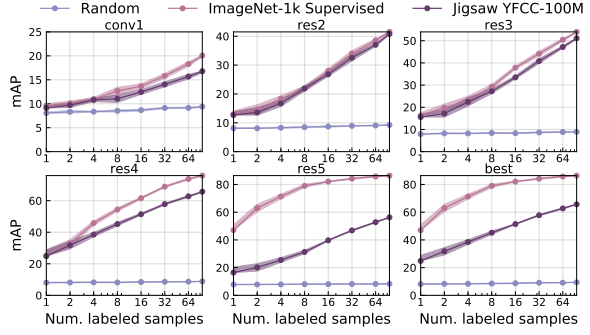 Random ImageNet-1k Supervised Jigsaw YFCC-100M
conv1 res2 res3
mAP
25
20
15
10
5
0
1 2 4 8 16 32 64
40
30
20
10
0
1 2 4 8 16 32 64
50
40
30
20
10
0
1 2 4 8 16 32 64
res4 res5 best
mAP
60
40
20
0
1 2 4 8 16 32 64
80
60
40
20
0
1 2 4 8 16 32 64
80
60
40
20
0
1 2 4 8 16 32 64
Num. labeled samples Num. labeled samples Num. labeled samples